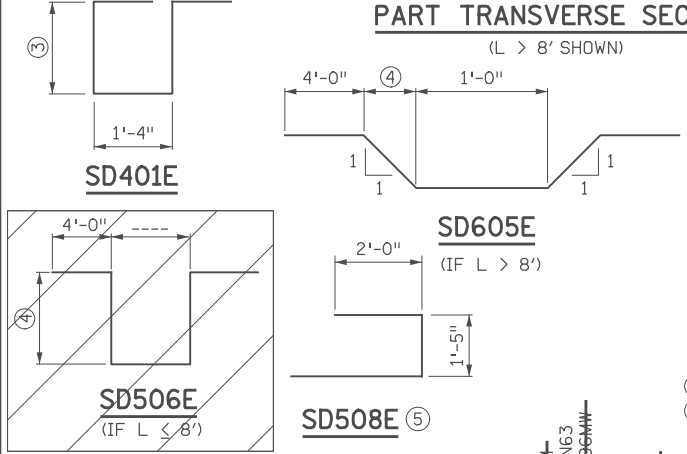 PART TRANSVERSE SEC
(L > 8' SHOWN)
③
1'-4"
SD401E
4'-0" ④ 1'-0"
1
1
1
1
SD605E
(IF L > 8')
4'-0" ----
④
SD506E
(IF L ≤ 8')
2'-0"
1'-5"
SD508E ⑤
N63